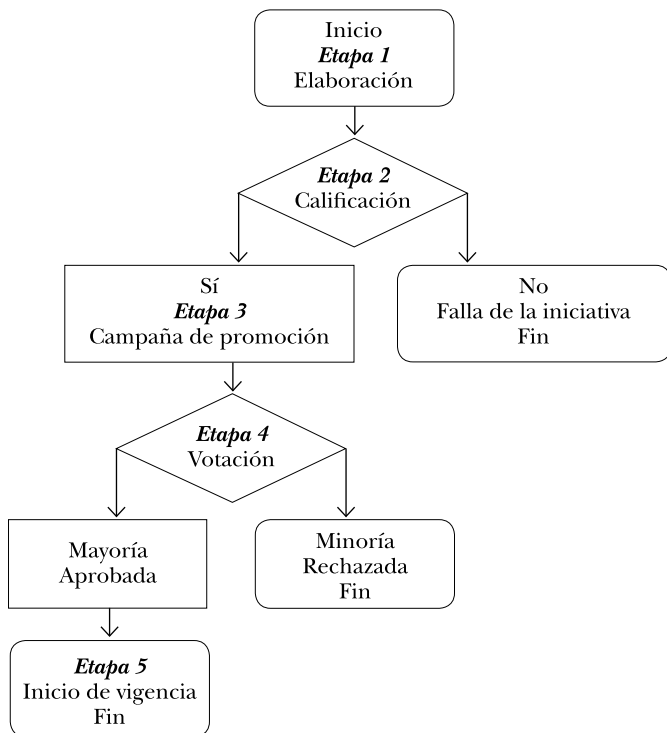 Inicio
Etapa 1
Elaboración
Etapa 2
Calificación
Sí
Etapa 3
Campaña de promoción
No
Falla de la iniciativa
Fin
Etapa 4
Votación
Mayoría
Aprobada
Minoría
Rechazada
Fin
Etapa 5
Inicio de vigencia
Fin